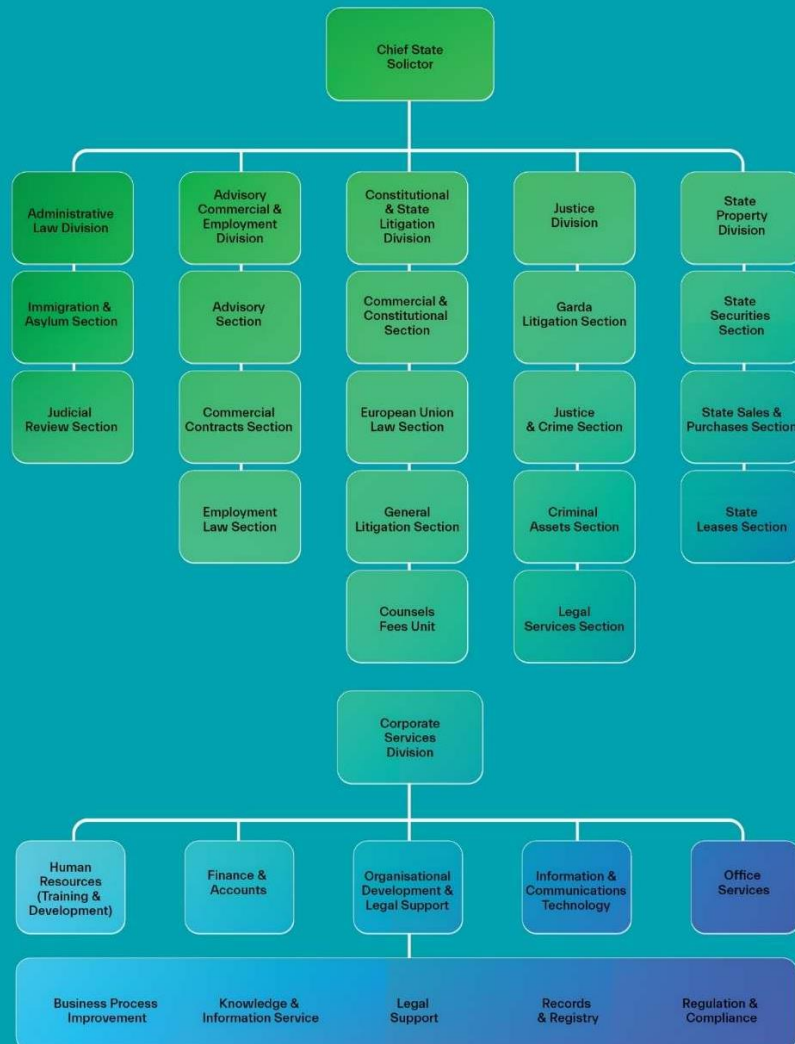 Chief State
Solictor
Administrative
Law Division
Advisory
Commercial &
Employment
Division
Constitutional
& State
Litigation
Division
Justice
Division
State
Property
Division
Immigration &
Asylum Section
Advisory
Section
Commercial &
Constitutional
Section
Garda
Litigation Section
State
Securities
Section
Judicial
Review Section
Commercial
Contracts Section
European Union
Law Section
Justice
& Crime Section
State Sales &
Purchases Section
Employment
Law Section
General
Litigation Section
Criminal
Assets Section
State
Leases Section
Counsels
Fees Unit
Legal
Services Section
Corporate
Services
Division
Human
Resources
(Training &
Development)
Finance &
Accounts
Organisational
Development &
Legal Support
Information &
Communications
Technology
Office
Services
Business Process
Improvement
Knowledge &
Information Service
Legal
Support
Records
& Registry
Regulation &
Compliance